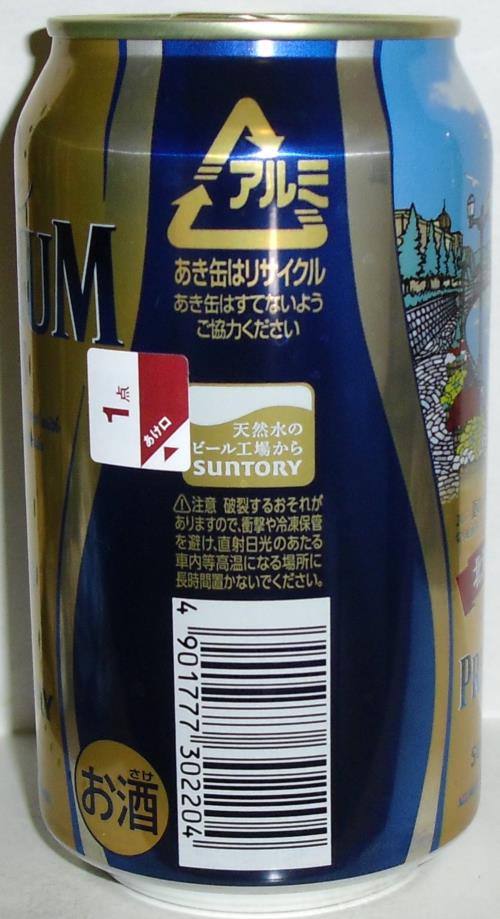 UM
アルミ
あき缶はリサイクル
あき缶はすてないよう
ご協力ください
1点
あけ口
天然水の
ビール工場から
SUNTORY
⚠注意 破裂するおそれが
ありますので、衝撃や冷凍保管
を避け、直射日光のあたる
車内等高温になる場所に
長時間置かないでください。
4 901777 302204
さけ
お酒
PR